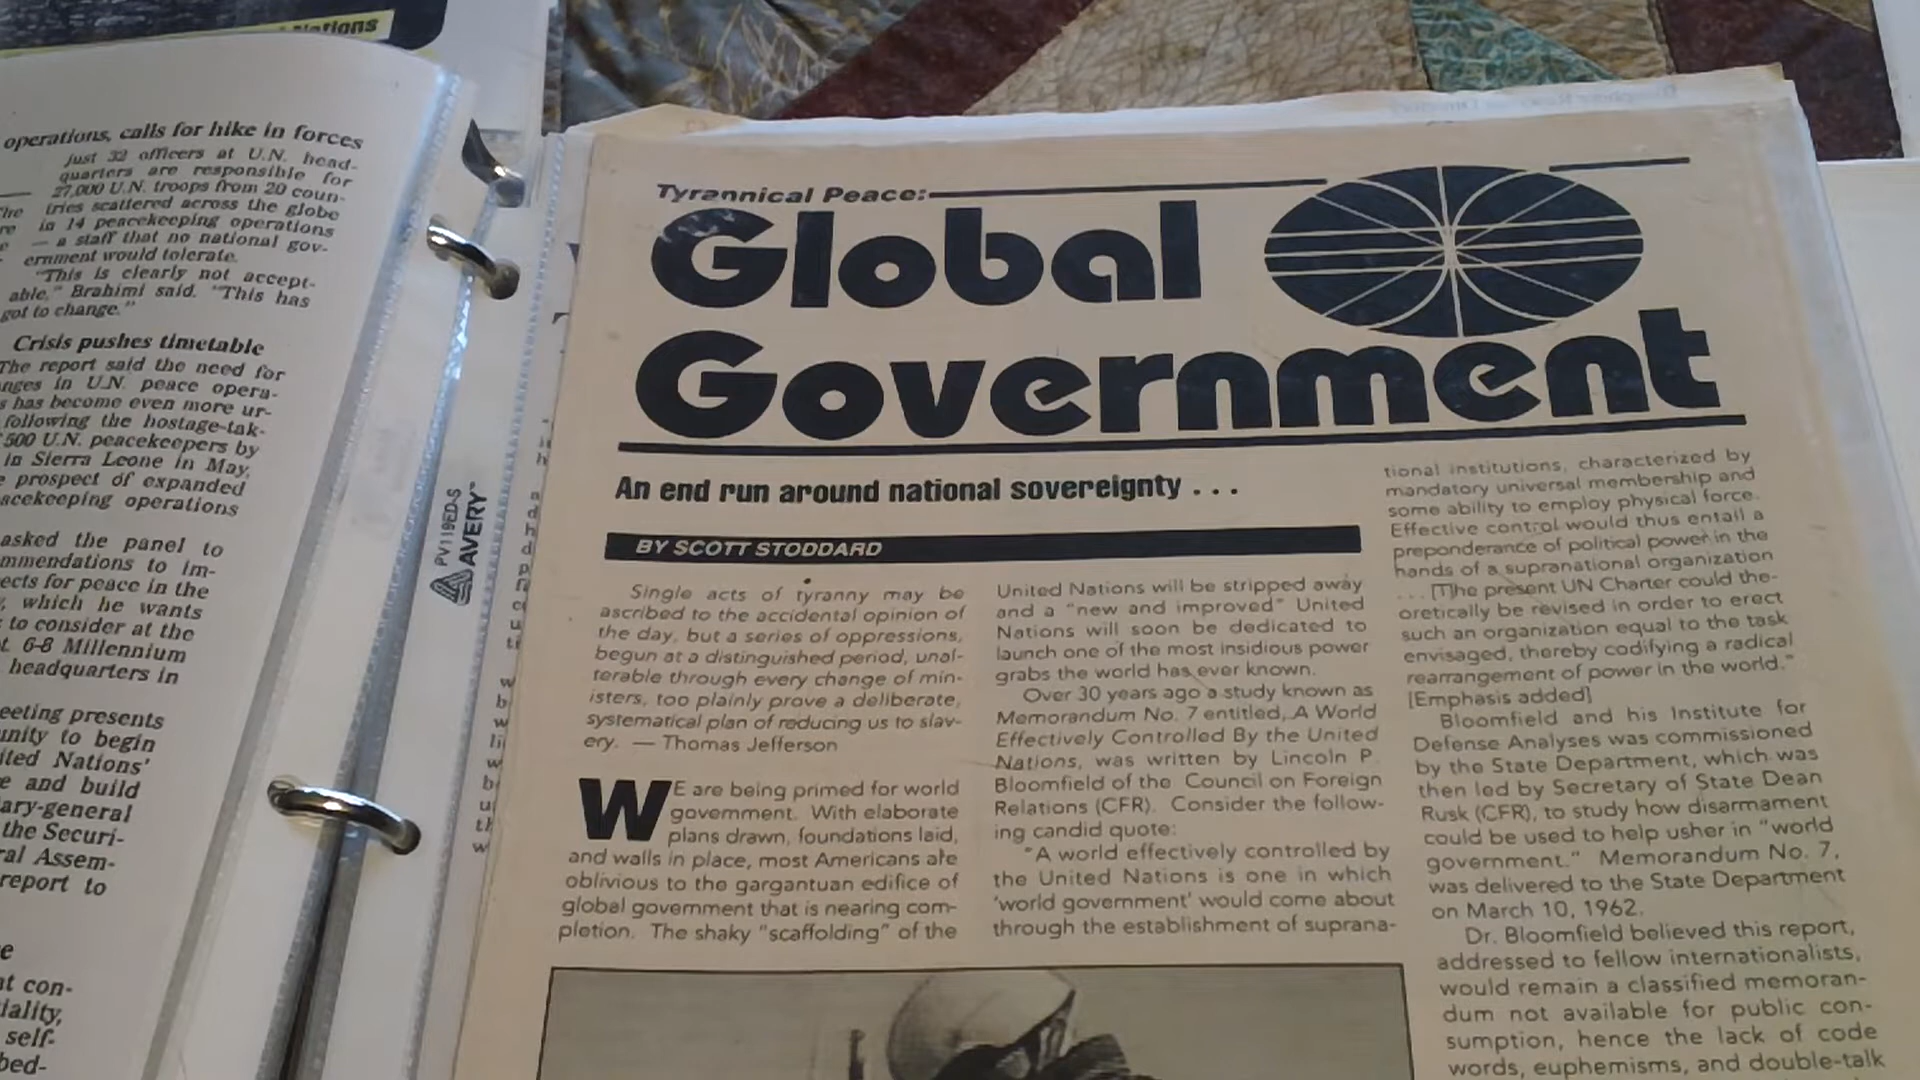 Nations
operations, calls for hike in forces
just 32 officers at U.N. head-
quarters are responsible for
27,000 U.N. troops from 20 coun-
tries scattered across the globe
in 14 peacekeeping operations
— a staff that no national gov-
ernment would tolerate.
"This is clearly not accept-
able," Brahimi said. "This has
got to change."
Crisis pushes timetable
The report said the need for
nges in U.N. peace opera-
s has become even more ur-
following the hostage-tak-
500 U.N. peacekeepers by
in Sierra Leone in May,
e prospect of expanded
acekeeping operations
asked the panel to
mmendations to im-
ects for peace in the
, which he wants
to consider at the
t. 6-8 Millennium
headquarters in
eeting presents
unity to begin
ited Nations'
e and build
ary-general
the Securi-
ral Assem-
report to
e
at con-
iality,
self-
bed-
PV119ED-S
AVERY™
Tyrannical Peace:
Global
Government
An end run around national sovereignty . . .
BY SCOTT STODDARD
Single acts of tyranny may be
ascribed to the accidental opinion of
the day, but a series of oppressions,
begun at a distinguished period, unal-
terable through every change of min-
isters, too plainly prove a deliberate,
systematical plan of reducing us to slav-
ery. — Thomas Jefferson
WE are being primed for world
government. With elaborate
plans drawn, foundations laid,
and walls in place, most Americans are
oblivious to the gargantuan edifice of
global government that is nearing com-
pletion. The shaky "scaffolding" of the
United Nations will be stripped away
and a "new and improved" United
Nations will soon be dedicated to
launch one of the most insidious power
grabs the world has ever known.
Over 30 years ago a study known as
Memorandum No. 7 entitled, A World
Effectively Controlled By the United
Nations, was written by Lincoln P.
Bloomfield of the Council on Foreign
Relations (CFR). Consider the follow-
ing candid quote:
"A world effectively controlled by
the United Nations is one in which
'world government' would come about
through the establishment of suprana-
tional institutions, characterized by
mandatory universal membership and
some ability to employ physical force.
Effective control would thus entail a
preponderance of political power in the
hands of a supranational organization
. . . [T]he present UN Charter could the-
oretically be revised in order to erect
such an organization equal to the task
envisaged, thereby codifying a radical
rearrangement of power in the world."
[Emphasis added]
Bloomfield and his Institute for
Defense Analyses was commissioned
by the State Department, which was
then led by Secretary of State Dean
Rusk (CFR), to study how disarmament
could be used to help usher in "world
government." Memorandum No. 7,
was delivered to the State Department
on March 10, 1962.
Dr. Bloomfield believed this report,
addressed to fellow internationalists,
would remain a classified memoran-
dum not available for public con-
sumption, hence the lack of code
words, euphemisms, and double-talk